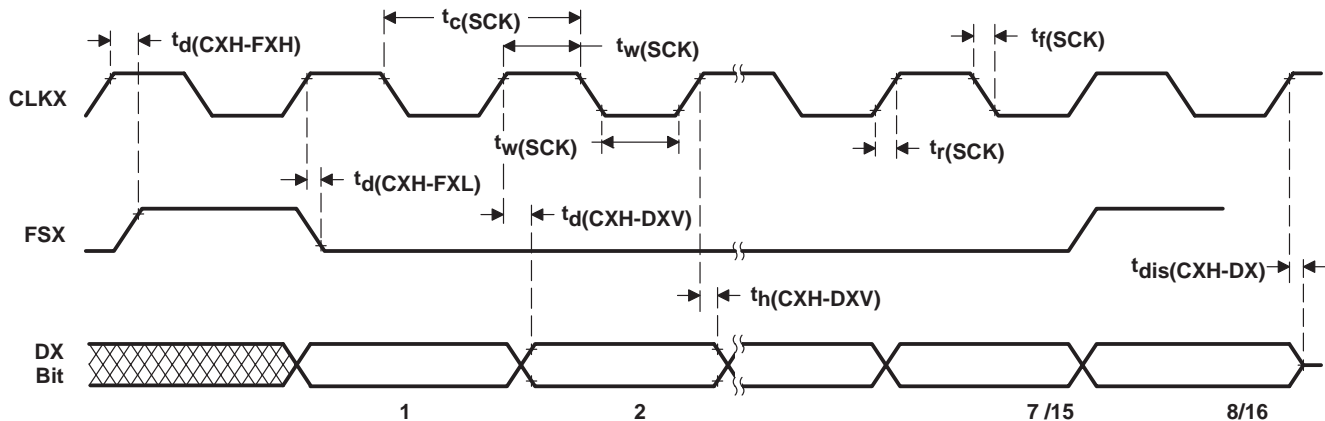 tc(SCK)
td(CXH-FXH)
tw(SCK)
tf(SCK)
CLKX
tw(SCK)
tr(SCK)
td(CXH-FXL)
td(CXH-DXV)
FSX
tdis(CXH-DX)
th(CXH-DXV)
DX
Bit
1 2 7 /15 8/16